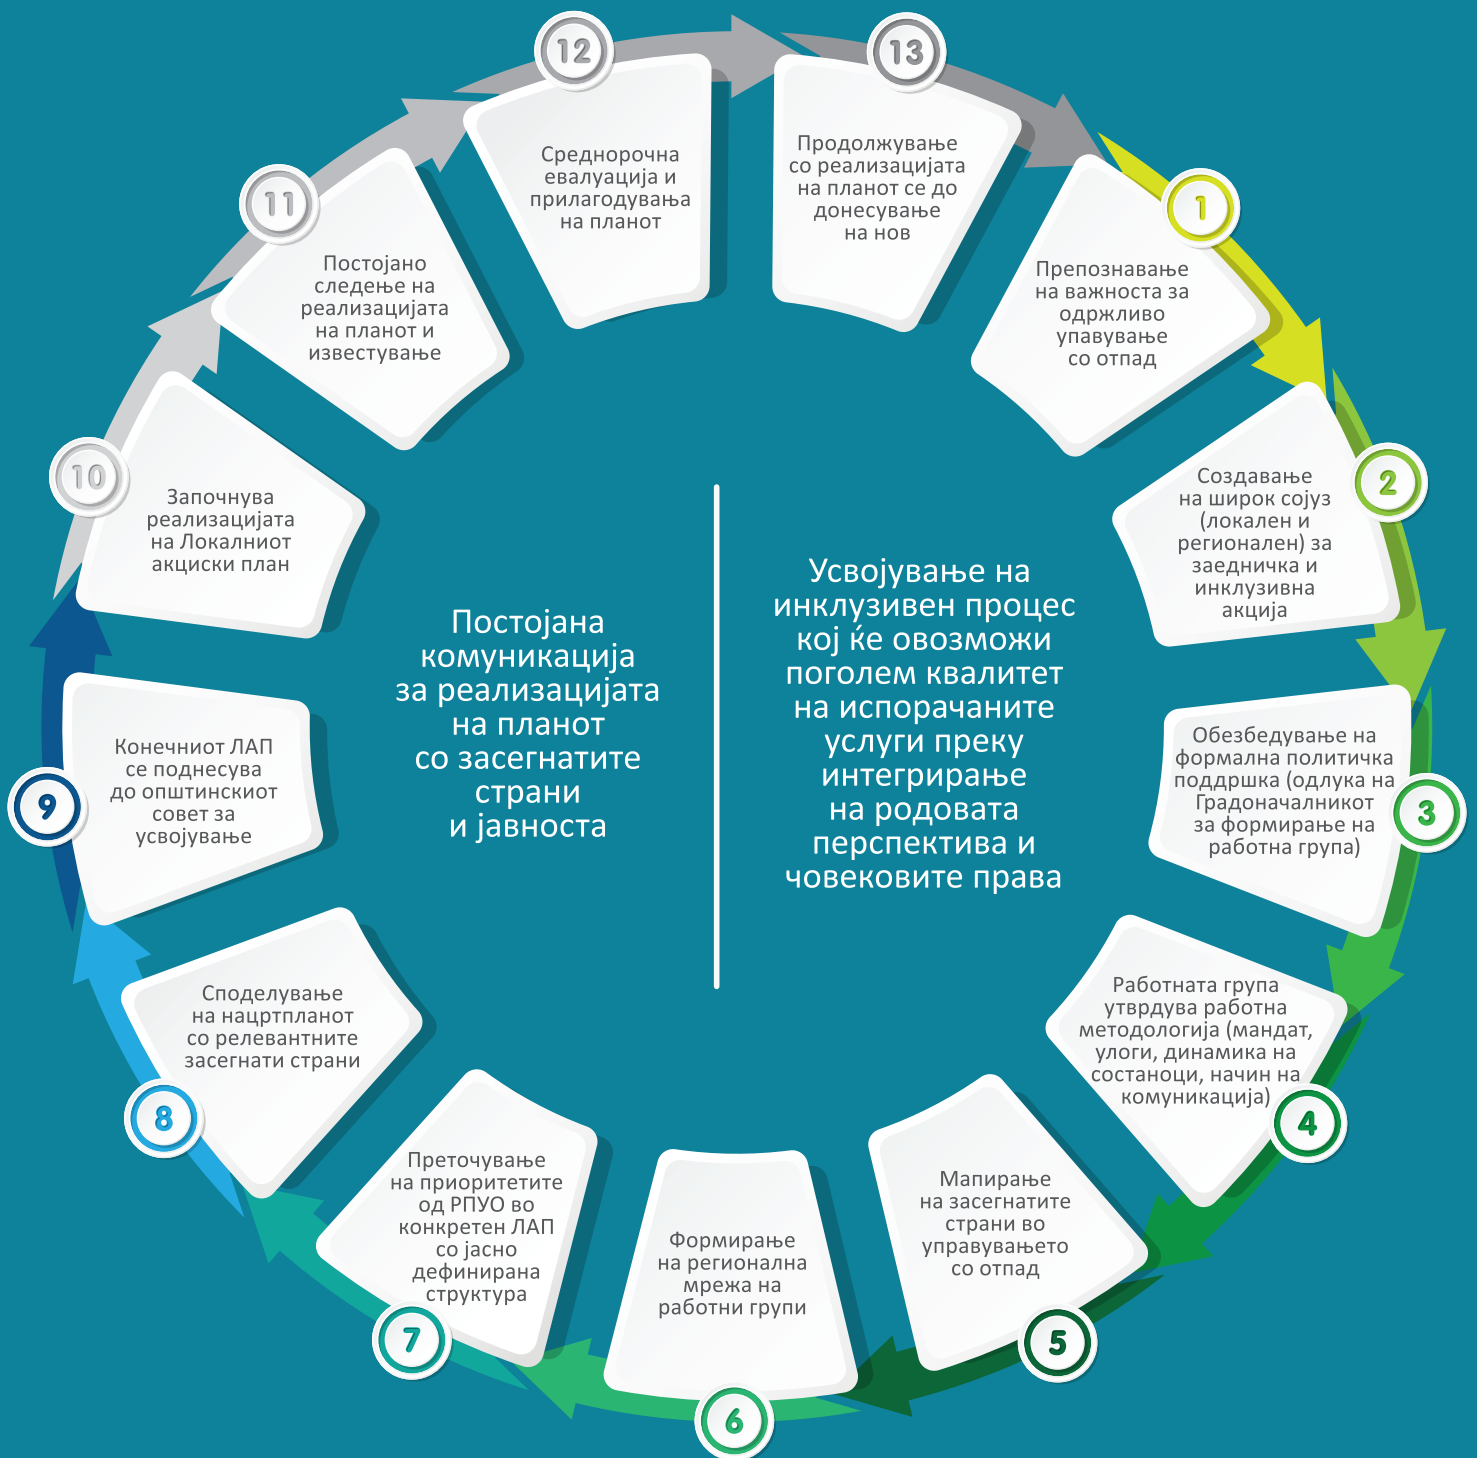 1
Препознавање
на важноста за
одржливо
упавување
со отпад
2
Создавање
на широк сојуз
(локален и
регионален) за
заедничка и
инклузивна
акција
3
Обезбедување на
формална политичка
поддршка (одлука на
Градоначалникот
за формирање на
работна група)
4
Работната група
утврдува работна
методологија (мандат,
улоги, динамика на
состаноци, начин на
комуникација)
5
Мапирање
на засегнатите
страни во
управувањето
со отпад
6
Формирање
на регионална
мрежа на
работни групи
7
Преточување
на приоритетите
од РПУО во
конкретен ЛАП
со јасно
дефинирана
структура
8
Споделување
на нацртпланот
со релевантните
засегнати страни
9
Конечниот ЛАП
се поднесува
до општинскиот
совет за
усвојување
10
Започнува
реализацијата
на Локалниот
акциски план
11
Постојано
следење на
реализацијата
на планот и
известување
12
Среднорочна
евалуација и
прилагодувања
на планот
13
Продолжување
со реализацијата
на планот се до
донесување
на нов
Постојана
комуникација
за реализацијата
на планот
со засегнатите
страни
и јавноста
Усвојување на
инклузивен процес
кој ќе овозможи
поголем квалитет
на испорачаните
услуги преку
интегрирање
на родовата
перспектива и
човековите права